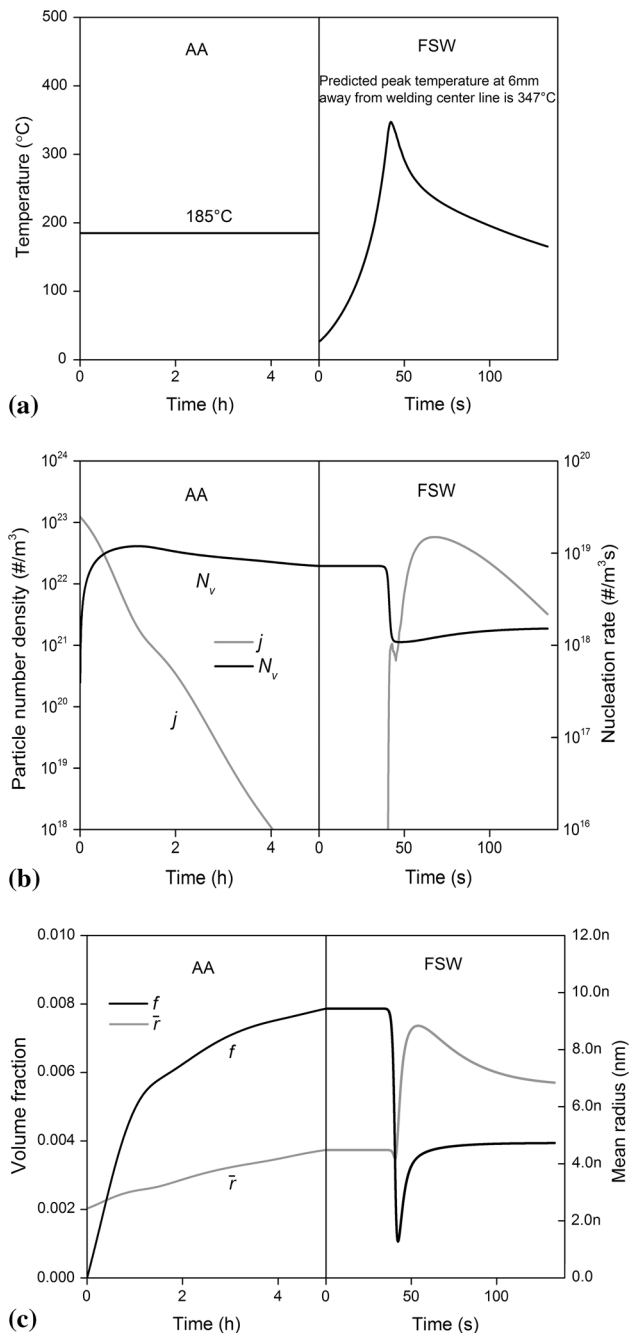 500
400
300
200
100
0
Temperature (°C)
AA
FSW
Predicted peak temperature at 6mm
away from welding center line is 347°C
185°C
0 2 4 0 50 100
Time (h) Time (s)
(a)
10^24
10^23
10^22
10^21
10^20
10^19
10^18
Particle number density (#/m^3)
AA
FSW
N_v
j
N_v
j
10^20
10^19
10^18
10^17
10^16
Nucleation rate (#/m^3s)
0 2 4 0 50 100
Time (h) Time (s)
(b)
0.010
0.008
0.006
0.004
0.002
0.000
Volume fraction
AA
FSW
f
r̄
f
r̄
12.0n
9.0n
6.0n
4.0n
2.0n
0.0
Mean radius (nm)
0 2 4 0 50 100
Time (h) Time (s)
(c)